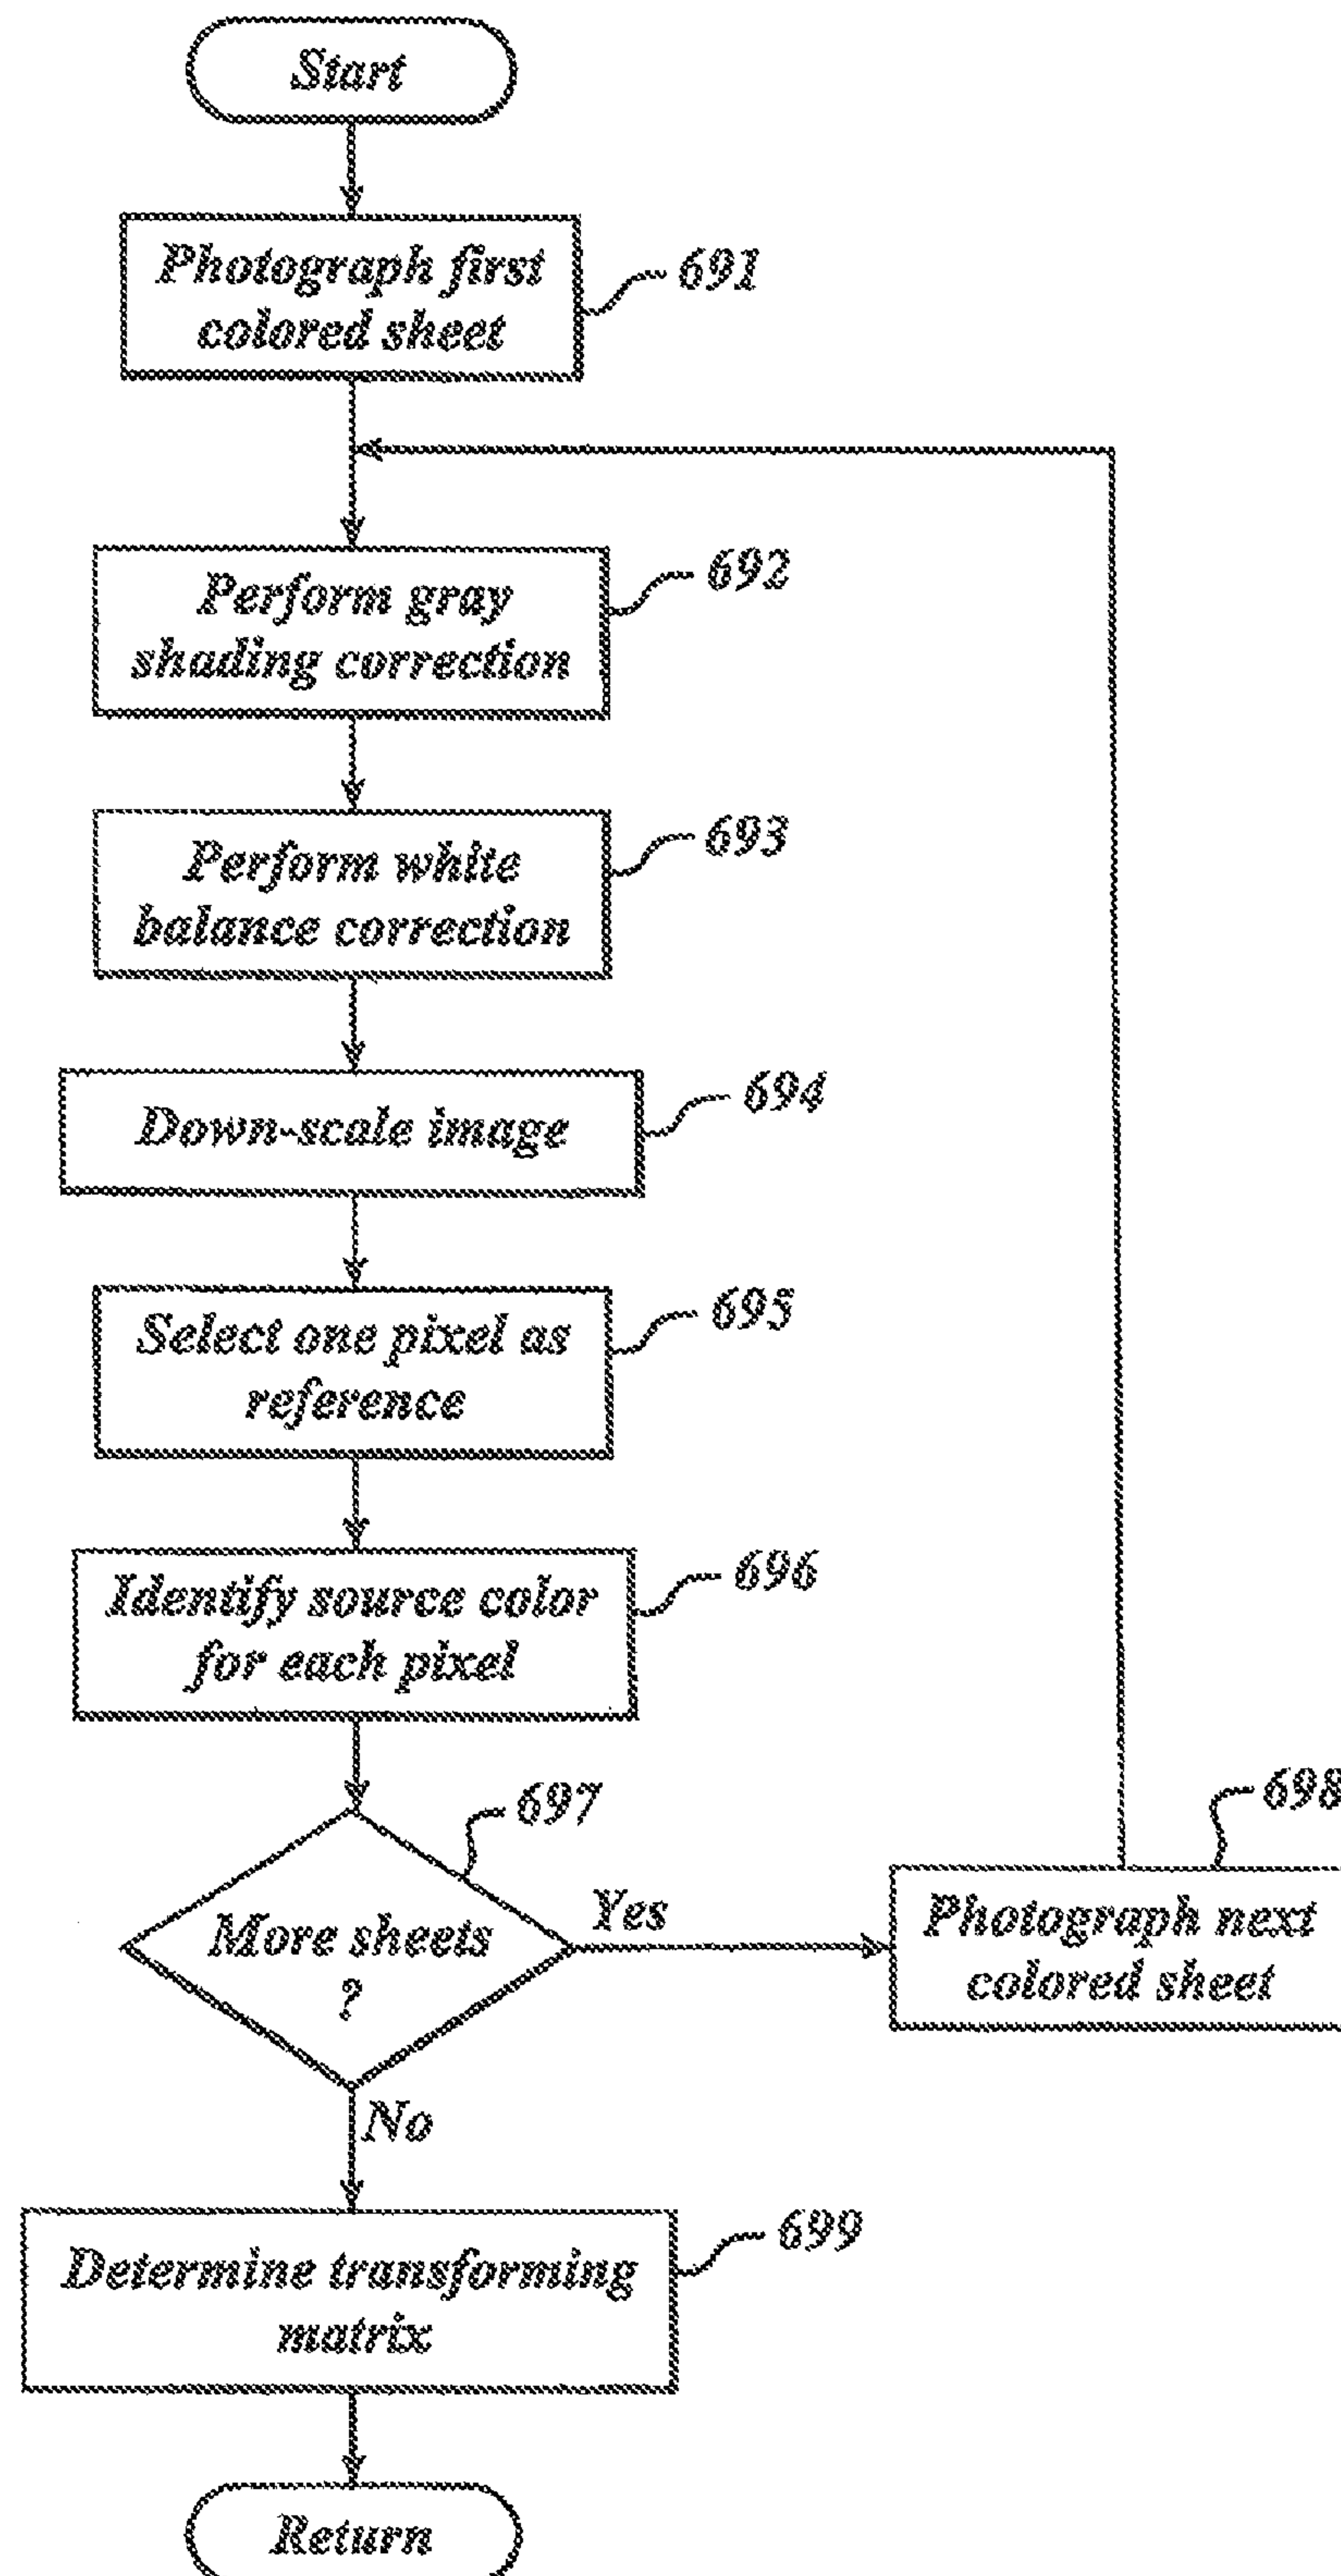 Start
Photograph first
colored sheet
691
Perform gray
shading correction
692
Perform white
balance correction
693
Down-scale image
694
Select one pixel as
reference
695
Identify source color
for each pixel
696
697
More sheets
?
Yes
698
Photograph next
colored sheet
No
Determine transforming
matrix
699
Return